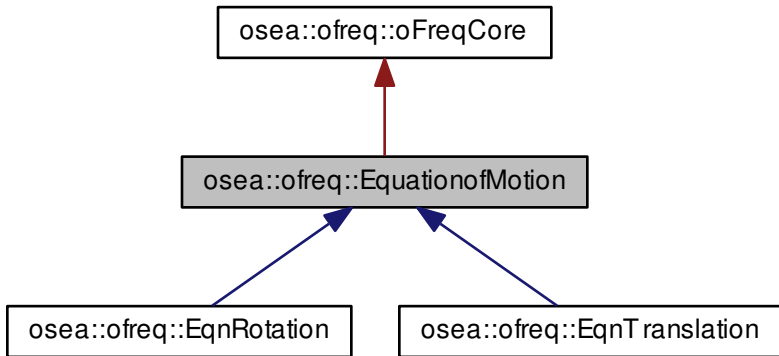 osea::ofreq::oFreqCore
osea::ofreq::EquationofMotion
osea::ofreq::EqnRotation
osea::ofreq::EqnTranslation